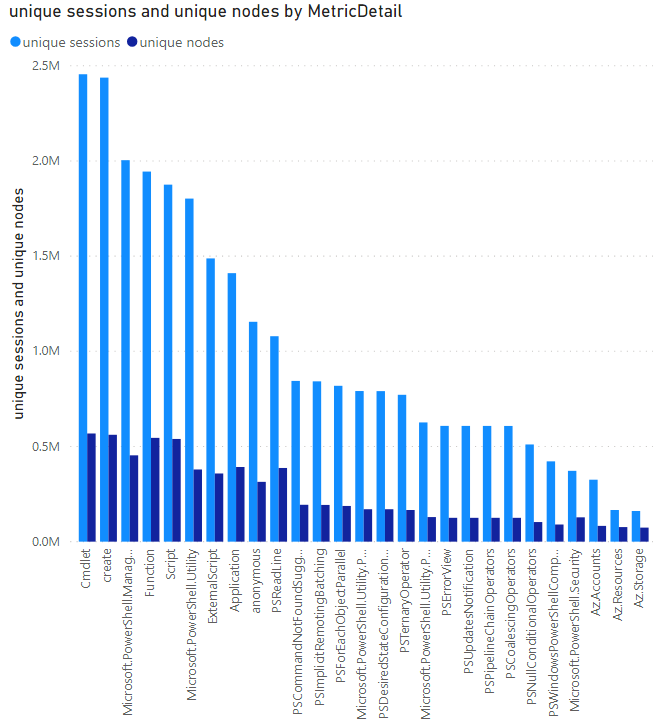 unique sessions and unique nodes by MetricDetail
unique sessions unique nodes
unique sessions and unique nodes
2.5M
2.0M
1.5M
1.0M
0.5M
0.0M
Cmdlet
create
Microsoft.PowerShell.Manag...
Function
Script
Microsoft.PowerShell.Utility
ExternalScript
Application
anonymous
PSReadLine
PSCommandNotFoundSugg...
PSImplicitRemotingBatching
PSForEachObjectParallel
Microsoft.PowerShell.Utility.P...
PSDesiredStateConfiguration...
PSTernaryOperator
Microsoft.PowerShell.Utility.P...
PSErrorView
PSUpdatesNotification
PSPipelineChainOperators
PSCoalescingOperators
PSNullConditionalOperators
PSWindowsPowerShellComp...
Microsoft.PowerShell.Security
Az.Accounts
Az.Resources
Az.Storage